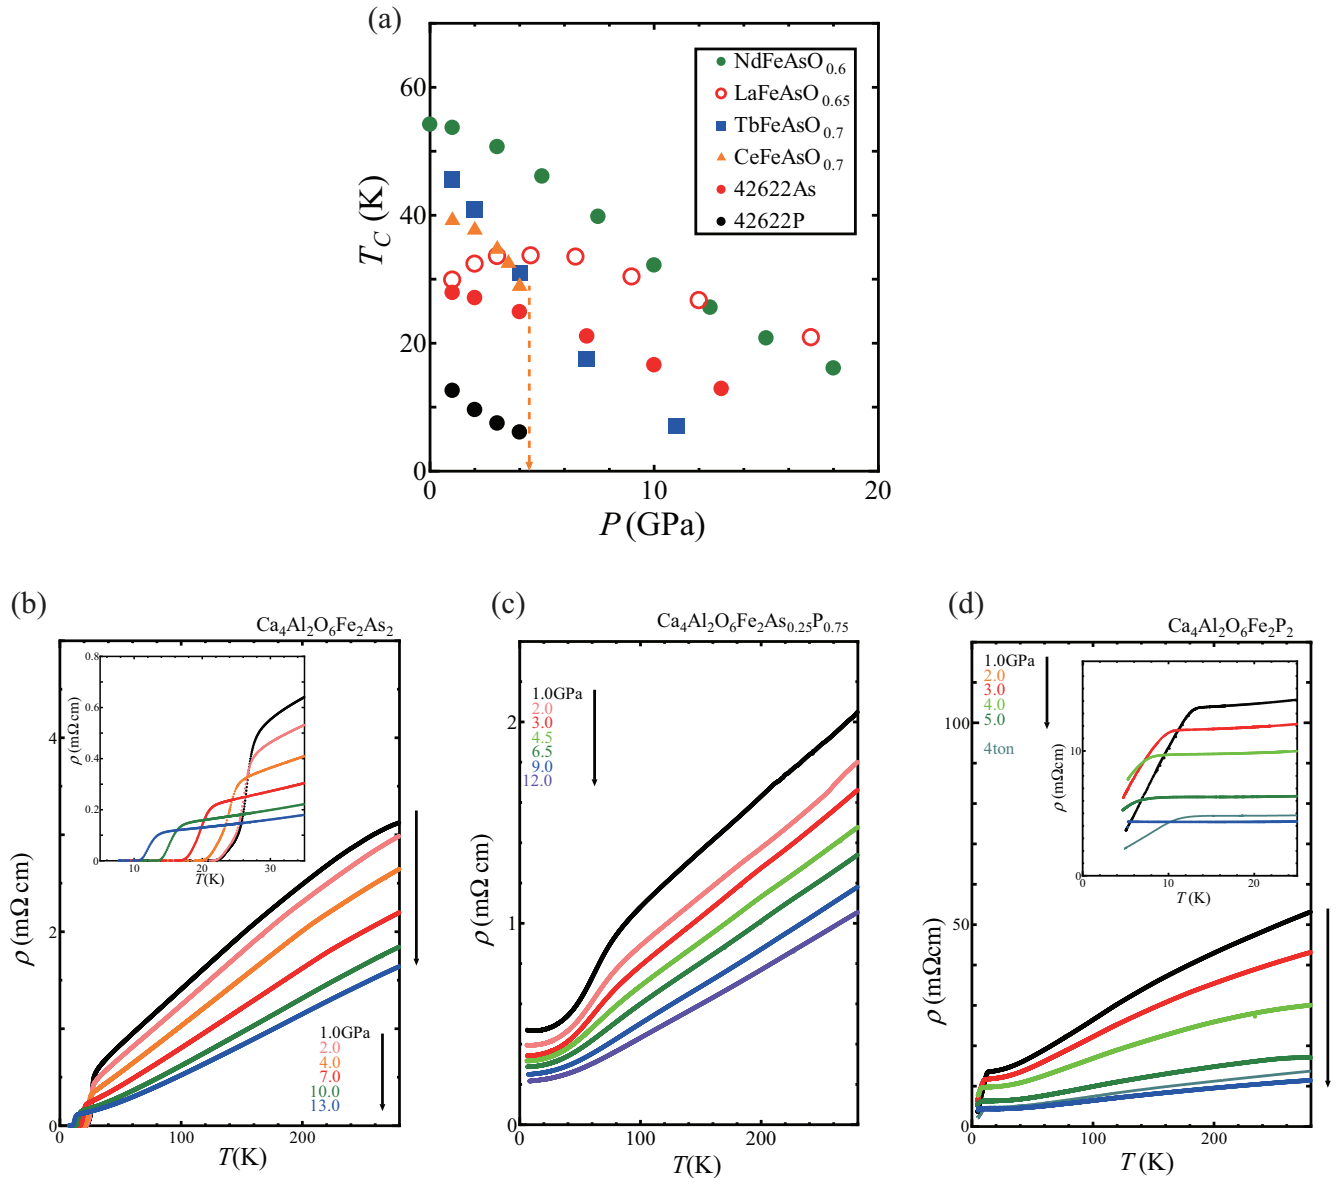 (a)
60
40
20
0
0
10
20
T_C (K)
P (GPa)
NdFeAsO0.6
LaFeAsO0.65
TbFeAsO0.7
CeFeAsO0.7
42622As
42622P
(b)
Ca4Al2O6Fe2As2
0.8
0.6
0.4
0.2
0
10
20
30
ρ (mΩ cm)
T(K)
4
2
0
0
100
200
ρ (mΩ cm)
T(K)
1.0GPa
2.0
4.0
7.0
10.0
13.0
(c)
Ca4Al2O6Fe2As0.25P0.75
1.0GPa
2.0
3.0
4.5
6.5
9.0
12.0
2
1
0
0
100
200
ρ (mΩ cm)
T(K)
(d)
Ca4Al2O6Fe2P2
1.0GPa
2.0
3.0
4.0
5.0
4ton
10
0
0
10
20
ρ (mΩcm)
T (K)
100
50
0
0
100
200
ρ (mΩcm)
T (K)